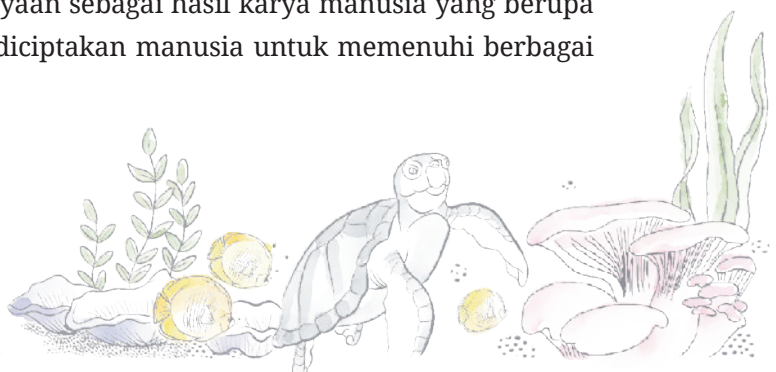 yaan sebagai hasil karya manusia yang berupa
diciptakan manusia untuk memenuhi berbagai